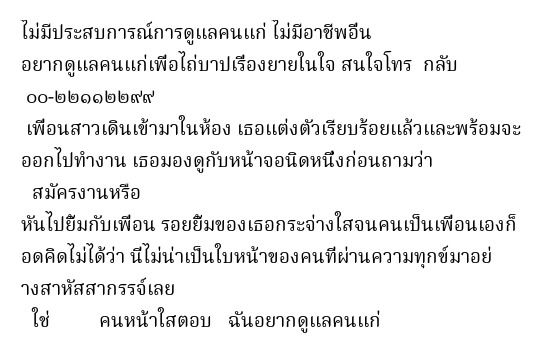 ไม่มีประสบการณ์การดูแลคนแก่ ไม่มีอาชีพอื่น
อยากดูแลคนแก่เพื่อไถ่บาปเรื่องยายในใจ สนใจโทร กลับ
๐๐-๒๒๑๑๒๒๙๙
เพื่อนสาวเดินเข้ามาในห้อง เธอแต่งตัวเรียบร้อยแล้วและพร้อมจะ
ออกไปทำงาน เธอมองดูกับหน้าจอนิดหนึ่งก่อนถามว่า
สมัครงานหรือ
หันไปยิ้มกับเพื่อน รอยยิ้มของเธอกระจ่างใสจนคนเป็นเพื่อนเองก็
อดคิดไม่ได้ว่า นี่ไม่น่าเป็นใบหน้าของคนที่ผ่านความทุกข์มาอย่
างสาหัสสากรรจ์เลย
ใช่ คนหน้าใสตอบ ฉันอยากดูแลคนแก่